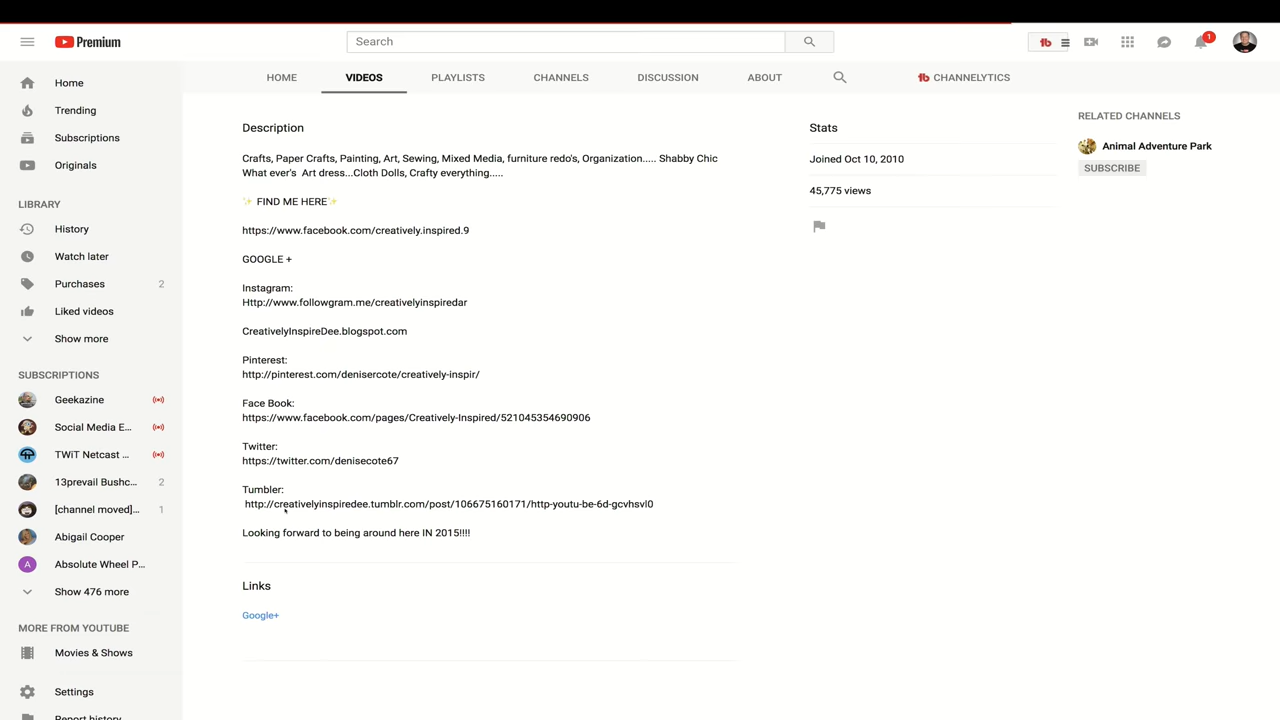 Premium
Search
1
Home
Trending
Subscriptions
Originals
LIBRARY
History
Watch later
Purchases 2
Liked videos
Show more
SUBSCRIPTIONS
Geekazine
Social Media E...
TWiT Netcast ...
13prevail Bushc... 2
[channel moved]... 1
Abigail Cooper
A Absolute Wheel P...
Show 476 more
MORE FROM YOUTUBE
Movies & Shows
Settings
Report history
HOME VIDEOS PLAYLISTS CHANNELS DISCUSSION ABOUT CHANNELYTICS
Description
Crafts, Paper Crafts, Painting, Art, Sewing, Mixed Media, furniture redo's, Organization..... Shabby Chic
What ever's Art dress...Cloth Dolls, Crafty everything.....
✨ FIND ME HERE✨
https://www.facebook.com/creatively.inspired.9
GOOGLE +
Instagram:
Http://www.followgram.me/creativelyinspiredar
CreativelyInspireDee.blogspot.com
Pinterest:
http://pinterest.com/denisercote/creatively-inspir/
Face Book:
https://www.facebook.com/pages/Creatively-Inspired/521045354690906
Twitter:
https://twitter.com/denisecote67
Tumbler:
http://creativelyinspiredee.tumblr.com/post/106675160171/http-youtu-be-6d-gcvhsvl0
Looking forward to being around here IN 2015!!!!
Links
Google+
Stats
Joined Oct 10, 2010
45,775 views
RELATED CHANNELS
Animal Adventure Park
SUBSCRIBE